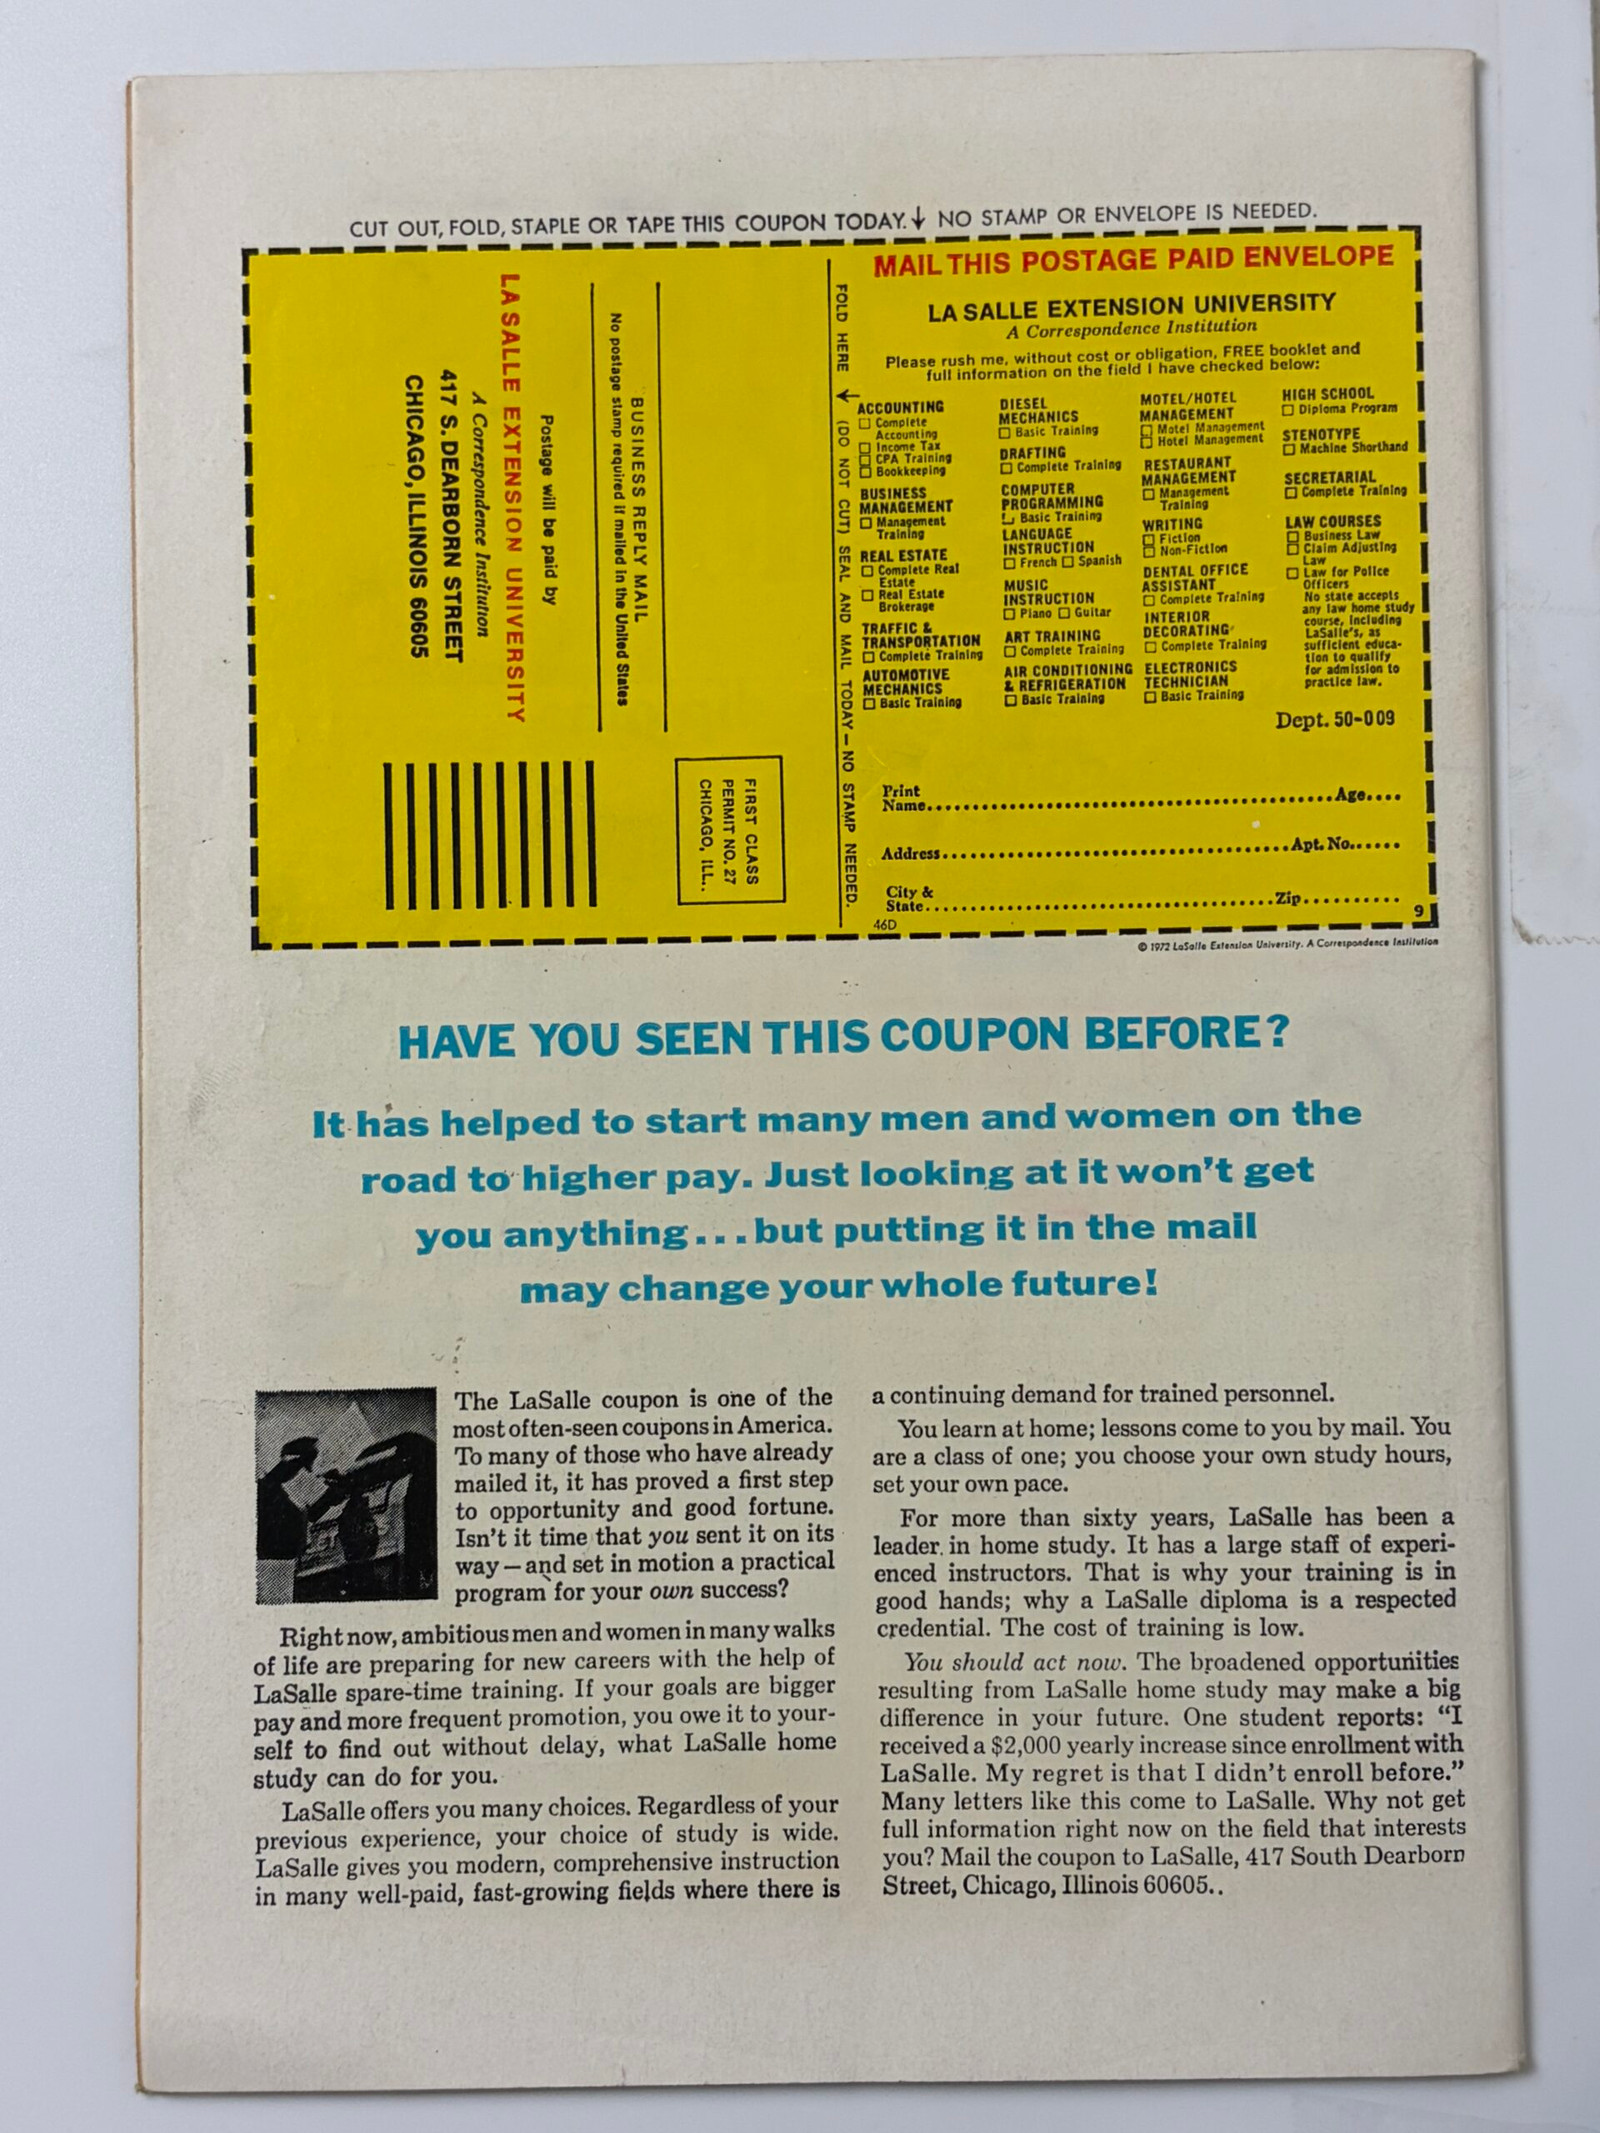 CUT OUT, FOLD, STAPLE OR TAPE THIS COUPON TODAY.↓ NO STAMP OR ENVELOPE IS NEEDED.
BUSINESS REPLY MAIL
No postage stamp required if mailed in the United States
Postage will be paid by
LA SALLE EXTENSION UNIVERSITY
A Correspondence Institution
417 S. DEARBORN STREET
CHICAGO, ILLINOIS 60605
FIRST CLASS
PERMIT NO. 27
CHICAGO, ILL..
FOLD HERE ↓ (DO NOT CUT) SEAL AND MAIL TODAY — NO STAMP NEEDED.
MAIL THIS POSTAGE PAID ENVELOPE
LA SALLE EXTENSION UNIVERSITY
A Correspondence Institution
Please rush me, without cost or obligation, FREE booklet and
full information on the field I have checked below:
ACCOUNTING
☐ Complete
Accounting
☐ Income Tax
☐ CPA Training
☐ Bookkeeping
BUSINESS
MANAGEMENT
☐ Management
Training
REAL ESTATE
☐ Complete Real
Estate
☐ Real Estate
Brokerage
TRAFFIC &
TRANSPORTATION
☐ Complete Training
AUTOMOTIVE
MECHANICS
☐ Basic Training
DIESEL
MECHANICS
☐ Basic Training
DRAFTING
☐ Complete Training
COMPUTER
PROGRAMMING
☐ Basic Training
LANGUAGE
INSTRUCTION
☐ French ☐ Spanish
MUSIC
INSTRUCTION
☐ Piano ☐ Guitar
ART TRAINING
☐ Complete Training
AIR CONDITIONING
& REFRIGERATION
☐ Basic Training
MOTEL/HOTEL
MANAGEMENT
☐ Motel Management
☐ Hotel Management
RESTAURANT
MANAGEMENT
☐ Management
Training
WRITING
☐ Fiction
☐ Non-Fiction
DENTAL OFFICE
ASSISTANT
☐ Complete Training
INTERIOR
DECORATING
☐ Complete Training
ELECTRONICS
TECHNICIAN
☐ Basic Training
HIGH SCHOOL
☐ Diploma Program
STENOTYPE
☐ Machine Shorthand
SECRETARIAL
☐ Complete Training
LAW COURSES
☐ Business Law
☐ Claim Adjusting
Law
☐ Law for Police
Officers
No state accepts
any law home study
course, including
LaSalle's, as
sufficient educa-
tion to qualify
for admission to
practice law.
Dept. 50-009
Print
Name.......................................................Age....
Address...............................................Apt. No......
City &
State..............................................Zip..........
46D
9
© 1972 LaSalle Extension University. A Correspondence Institution
HAVE YOU SEEN THIS COUPON BEFORE?
It has helped to start many men and women on the
road to higher pay. Just looking at it won't get
you anything...but putting it in the mail
may change your whole future!
The LaSalle coupon is one of the
most often-seen coupons in America.
To many of those who have already
mailed it, it has proved a first step
to opportunity and good fortune.
Isn't it time that you sent it on its
way—and set in motion a practical
program for your own success?
Right now, ambitious men and women in many walks
of life are preparing for new careers with the help of
LaSalle spare-time training. If your goals are bigger
pay and more frequent promotion, you owe it to your-
self to find out without delay, what LaSalle home
study can do for you.
LaSalle offers you many choices. Regardless of your
previous experience, your choice of study is wide.
LaSalle gives you modern, comprehensive instruction
in many well-paid, fast-growing fields where there is
a continuing demand for trained personnel.
You learn at home; lessons come to you by mail. You
are a class of one; you choose your own study hours,
set your own pace.
For more than sixty years, LaSalle has been a
leader in home study. It has a large staff of experi-
enced instructors. That is why your training is in
good hands; why a LaSalle diploma is a respected
credential. The cost of training is low.
You should act now. The broadened opportunities
resulting from LaSalle home study may make a big
difference in your future. One student reports: "I
received a $2,000 yearly increase since enrollment with
LaSalle. My regret is that I didn't enroll before."
Many letters like this come to LaSalle. Why not get
full information right now on the field that interests
you? Mail the coupon to LaSalle, 417 South Dearborn
Street, Chicago, Illinois 60605..